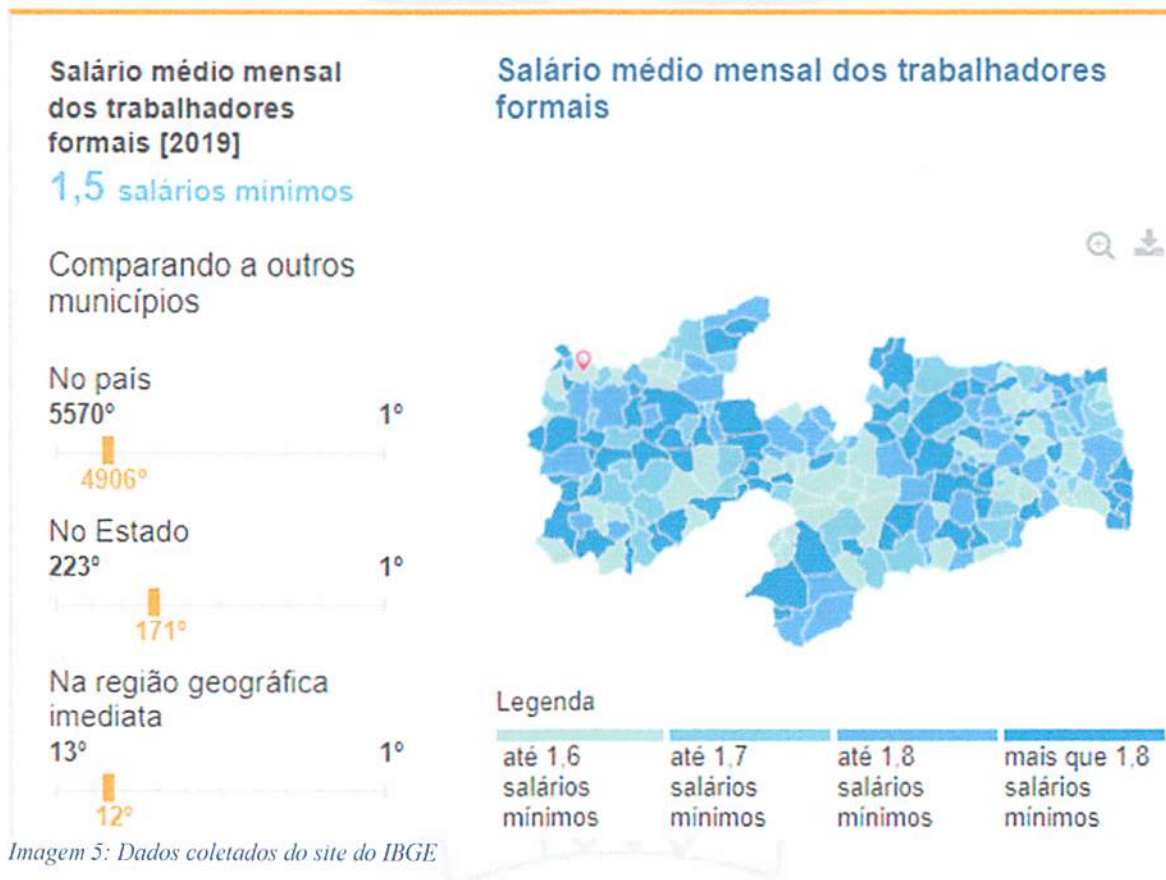 Salário médio mensal
dos trabalhadores
formais [2019]
1,5 salários mínimos
Comparando a outros
municípios
No país
5570º 1º
4906º
No Estado
223º 1º
171º
Na região geográfica
imediata
13º 1º
12º
Salário médio mensal dos trabalhadores
formais
Legenda
até 1,6
salários
mínimos
até 1,7
salários
mínimos
até 1,8
salários
mínimos
mais que 1,8
salários
mínimos
Imagem 5: Dados coletados do site do IBGE